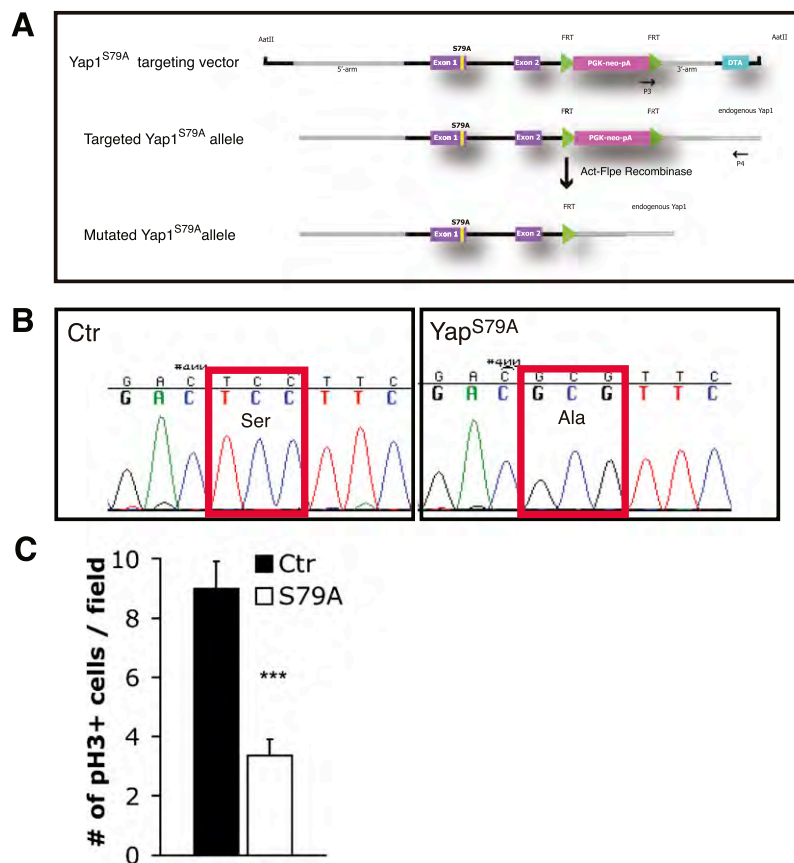 A
AatII
Yap1S79A targeting vector
5'-arm
S79A
Exon 1
Exon 2
FRT
PGK-neo-pA
FRT
P3
3'-arm
DTA
AatII
Targeted Yap1S79A allele
S79A
Exon 1
Exon 2
FRT
PGK-neo-pA
FRT
endogenous Yap1
P4
Act-Flpe Recombinase
Mutated Yap1S79A allele
S79A
Exon 1
Exon 2
FRT
endogenous Yap1
B
Ctr
G A C T C C T T C
G A C T C C T T C
Ser
YapS79A
G A C G C G T T C
G A C G C G T T C
Ala
C
# of pH3+ cells / field
10
8
6
4
2
0
Ctr
S79A
***